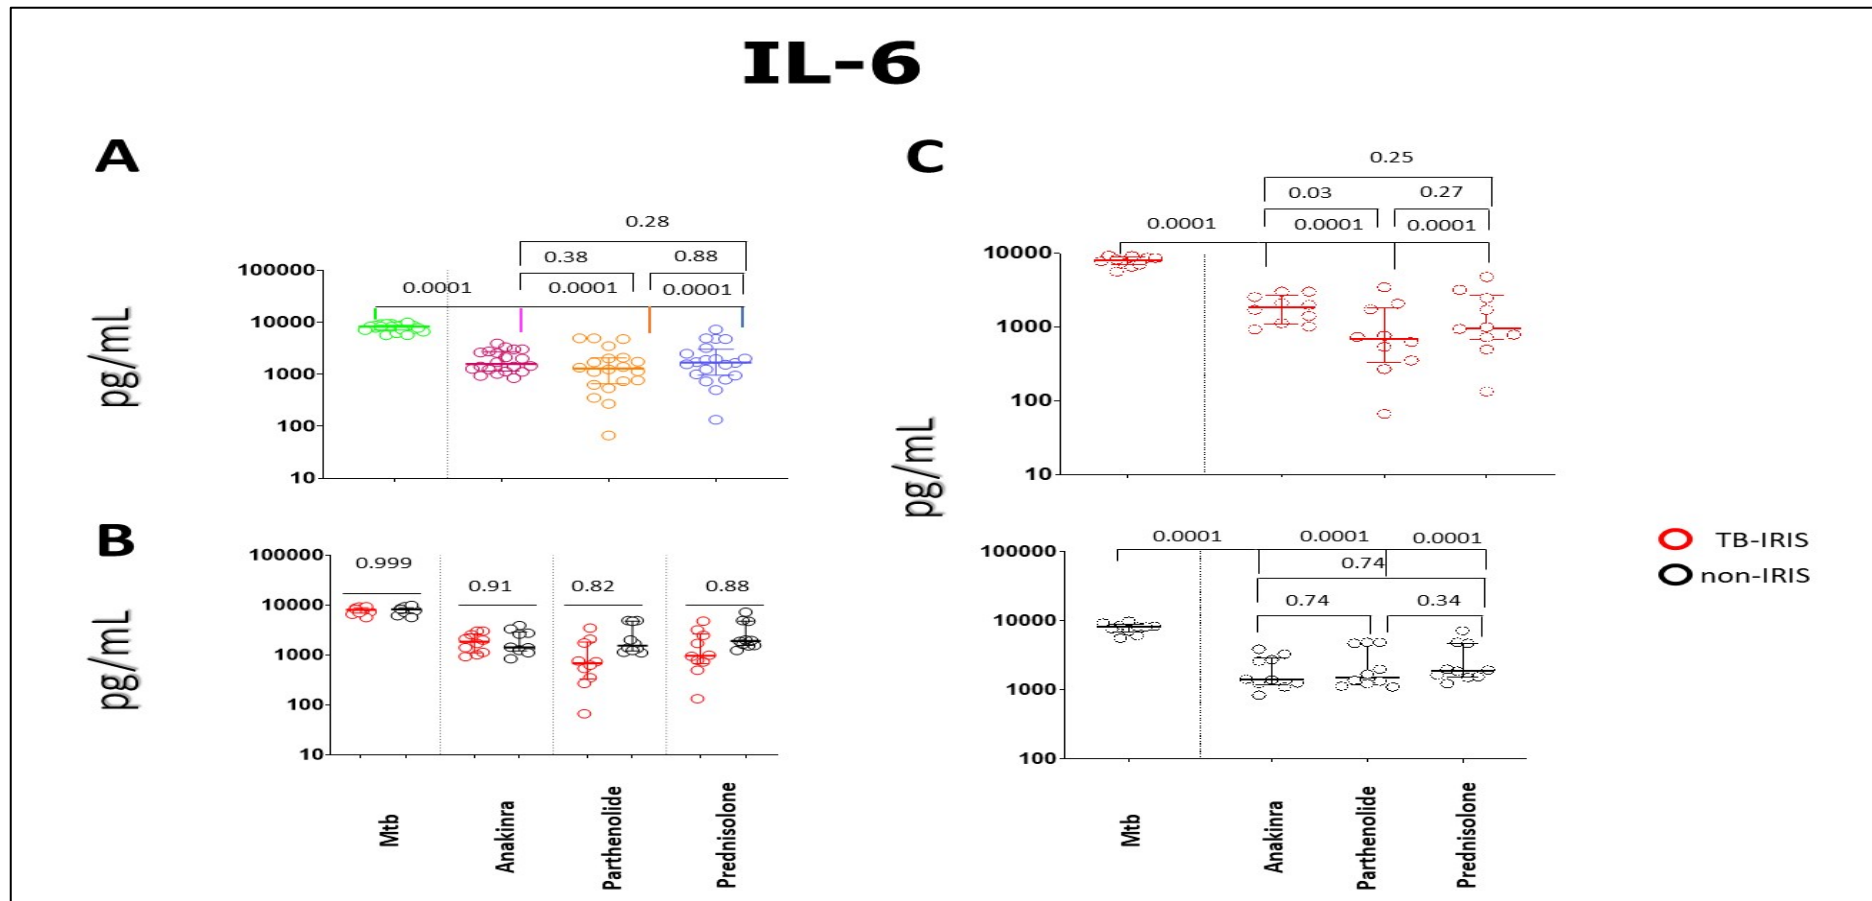 IL-6
A
0.28
0.38 0.88
0.0001 0.0001 0.0001
100000
10000
1000
100
10
pg/mL
B
100000
10000
1000
100
10
pg/mL
0.999 0.91 0.82 0.88
Mtb Anakinra Parthenolide Prednisolone
C
0.25
0.03 0.27
0.0001 0.0001 0.0001
10000
1000
100
10
pg/mL
0.0001 0.0001 0.0001
0.74
0.74 0.34
100000
10000
1000
100
Mtb Anakinra Parthenolide Prednisolone
TB-IRIS
non-IRIS